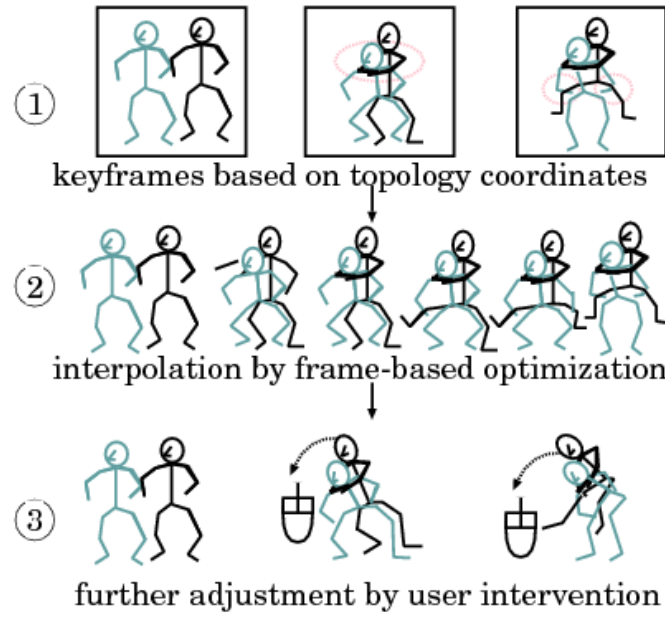 ①
keyframes based on topology coordinates
②
interpolation by frame-based optimization
③
further adjustment by user intervention